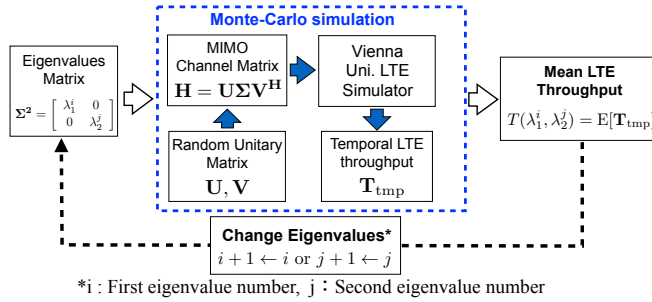 Monte-Carlo simulation
Eigenvalues
Matrix
Σ² = [ λ₁ⁱ 0
0 λ₂ʲ ]
MIMO
Channel Matrix
H = UΣVᴴ
Random Unitary
Matrix
U, V
Vienna
Uni. LTE
Simulator
Temporal LTE
throughput
T_tmp
Mean LTE
Throughput
T(λ₁ⁱ, λ₂ʲ) = E[T_tmp]
Change Eigenvalues*
i + 1 ← i or j + 1 ← j
*i : First eigenvalue number, j：Second eigenvalue number